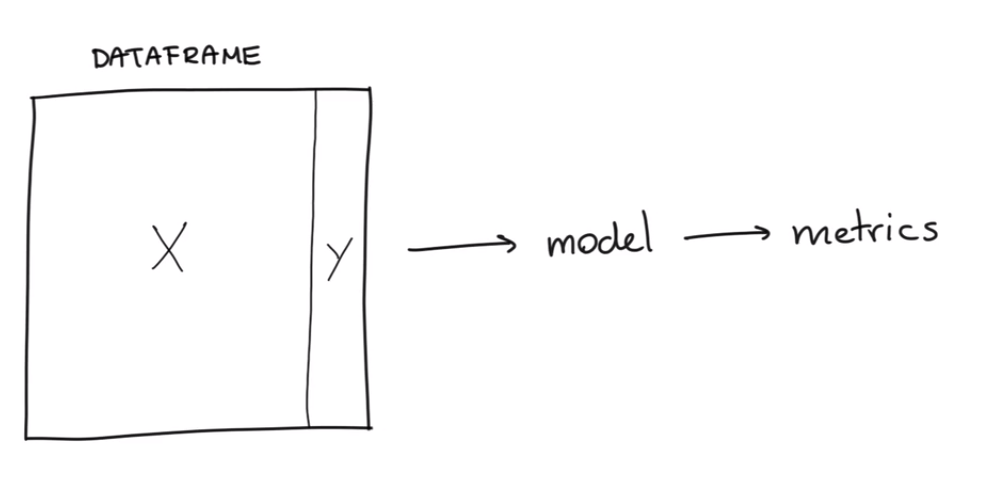 DATAFRAME
X y → model → metrics